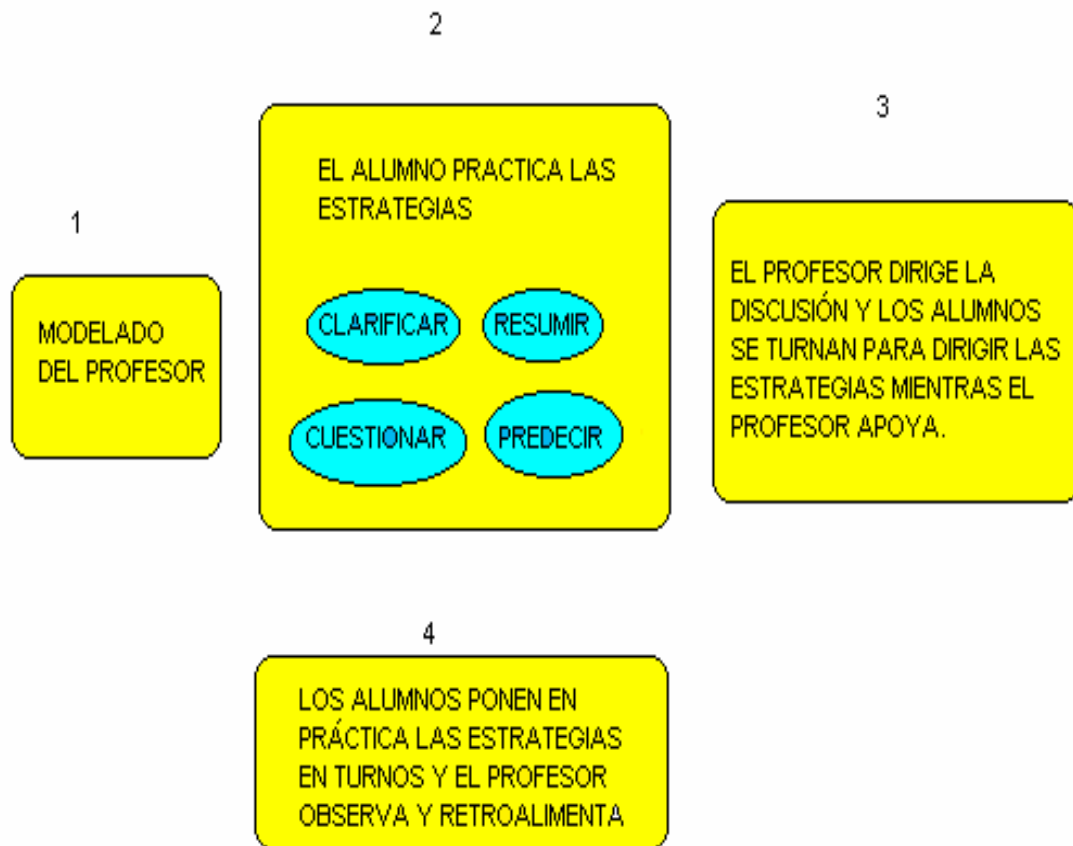 1
MODELADO
DEL PROFESOR
2
EL ALUMNO PRACTICA LAS
ESTRATEGIAS
CLARIFICAR
RESUMIR
CUESTIONAR
PREDECIR
3
EL PROFESOR DIRIGE LA
DISCUSIÓN Y LOS ALUMNOS
SE TURNAN PARA DIRIGIR LAS
ESTRATEGIAS MIENTRAS EL
PROFESOR APOYA.
4
LOS ALUMNOS PONEN EN
PRÁCTICA LAS ESTRATEGIAS
EN TURNOS Y EL PROFESOR
OBSERVA Y RETROALIMENTA